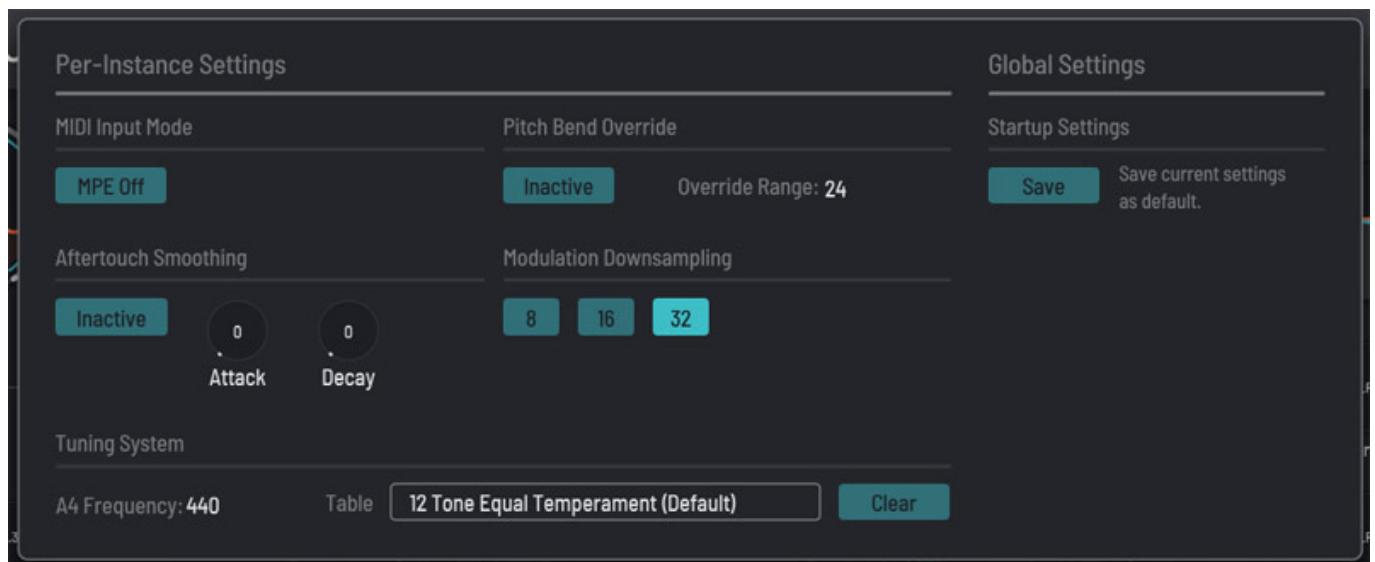 Per-Instance Settings
Global Settings
MIDI Input Mode
Pitch Bend Override
Startup Settings
MPE Off
Inactive
Override Range: 24
Save
Save current settings
as default.
Aftertouch Smoothing
Modulation Downsampling
Inactive
0
0
8
16
32
Attack
Decay
Tuning System
A4 Frequency: 440
Table
12 Tone Equal Temperament (Default)
Clear